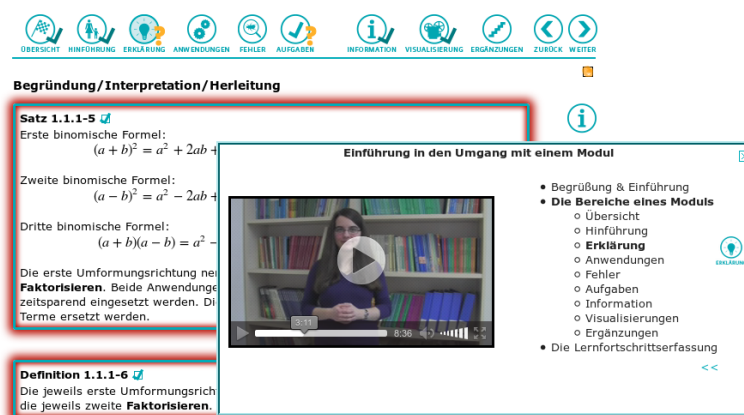 ÜBERSICHT HINFÜHRUNG ERKLÄRUNG ANWENDUNGEN FEHLER AUFGABEN INFORMATION VISUALISIERUNG ERGÄNZUNGEN ZURÜCK WEITER
Begründung/Interpretation/Herleitung
Satz 1.1.1-5
Erste binomische Formel:
(a + b)² = a² + 2ab +
Zweite binomische Formel:
(a − b)² = a² − 2ab +
Dritte binomische Formel:
(a + b)(a − b) = a² −
Die erste Umformungsrichtung
Faktorisieren. Beide Anwendunge
zeitsparend eingesetzt werden. Di
Terme ersetzt werden.
Definition 1.1.1-6
Die jeweils erste Umformungsrich
die jeweils zweite Faktorisieren.
Einführung in den Umgang mit einem Modul
3:11
8:36
Begrüßung & Einführung
Die Bereiche eines Moduls
Übersicht
Hinführung
Erklärung
Anwendungen
Fehler
Aufgaben
Information
Visualisierungen
Ergänzungen
Die Lernfortschrittserfassung
<<